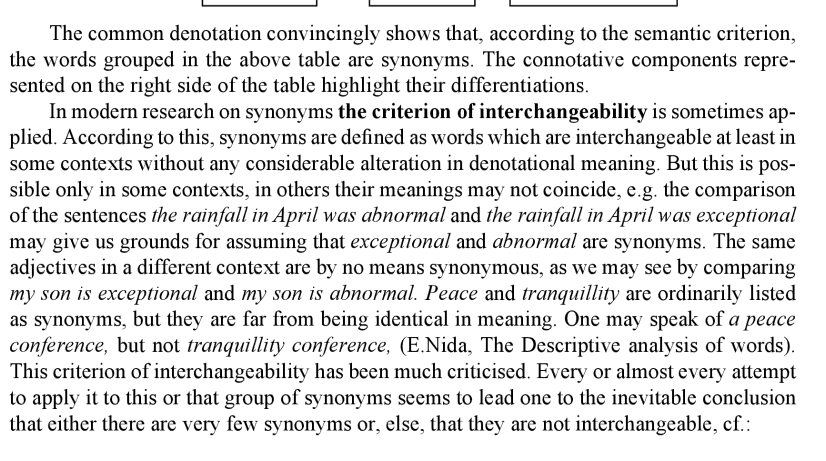 The common denotation convincingly shows that, according to the semantic criterion,
the words grouped in the above table are synonyms. The connotative components repre-
sented on the right side of the table highlight their differentiations.
In modern research on synonyms the criterion of interchangeability is sometimes ap-
plied. According to this, synonyms are defined as words which are interchangeable at least in
some contexts without any considerable alteration in denotational meaning. But this is pos-
sible only in some contexts, in others their meanings may not coincide, e.g. the comparison
of the sentences the rainfall in April was abnormal and the rainfall in April was exceptional
may give us grounds for assuming that exceptional and abnormal are synonyms. The same
adjectives in a different context are by no means synonymous, as we may see by comparing
my son is exceptional and my son is abnormal. Peace and tranquillity are ordinarily listed
as synonyms, but they are far from being identical in meaning. One may speak of a peace
conference, but not tranquillity conference, (E.Nida, The Descriptive analysis of words).
This criterion of interchangeability has been much criticised. Every or almost every attempt
to apply it to this or that group of synonyms seems to lead one to the inevitable conclusion
that either there are very few synonyms or, else, that they are not interchangeable, cf.: